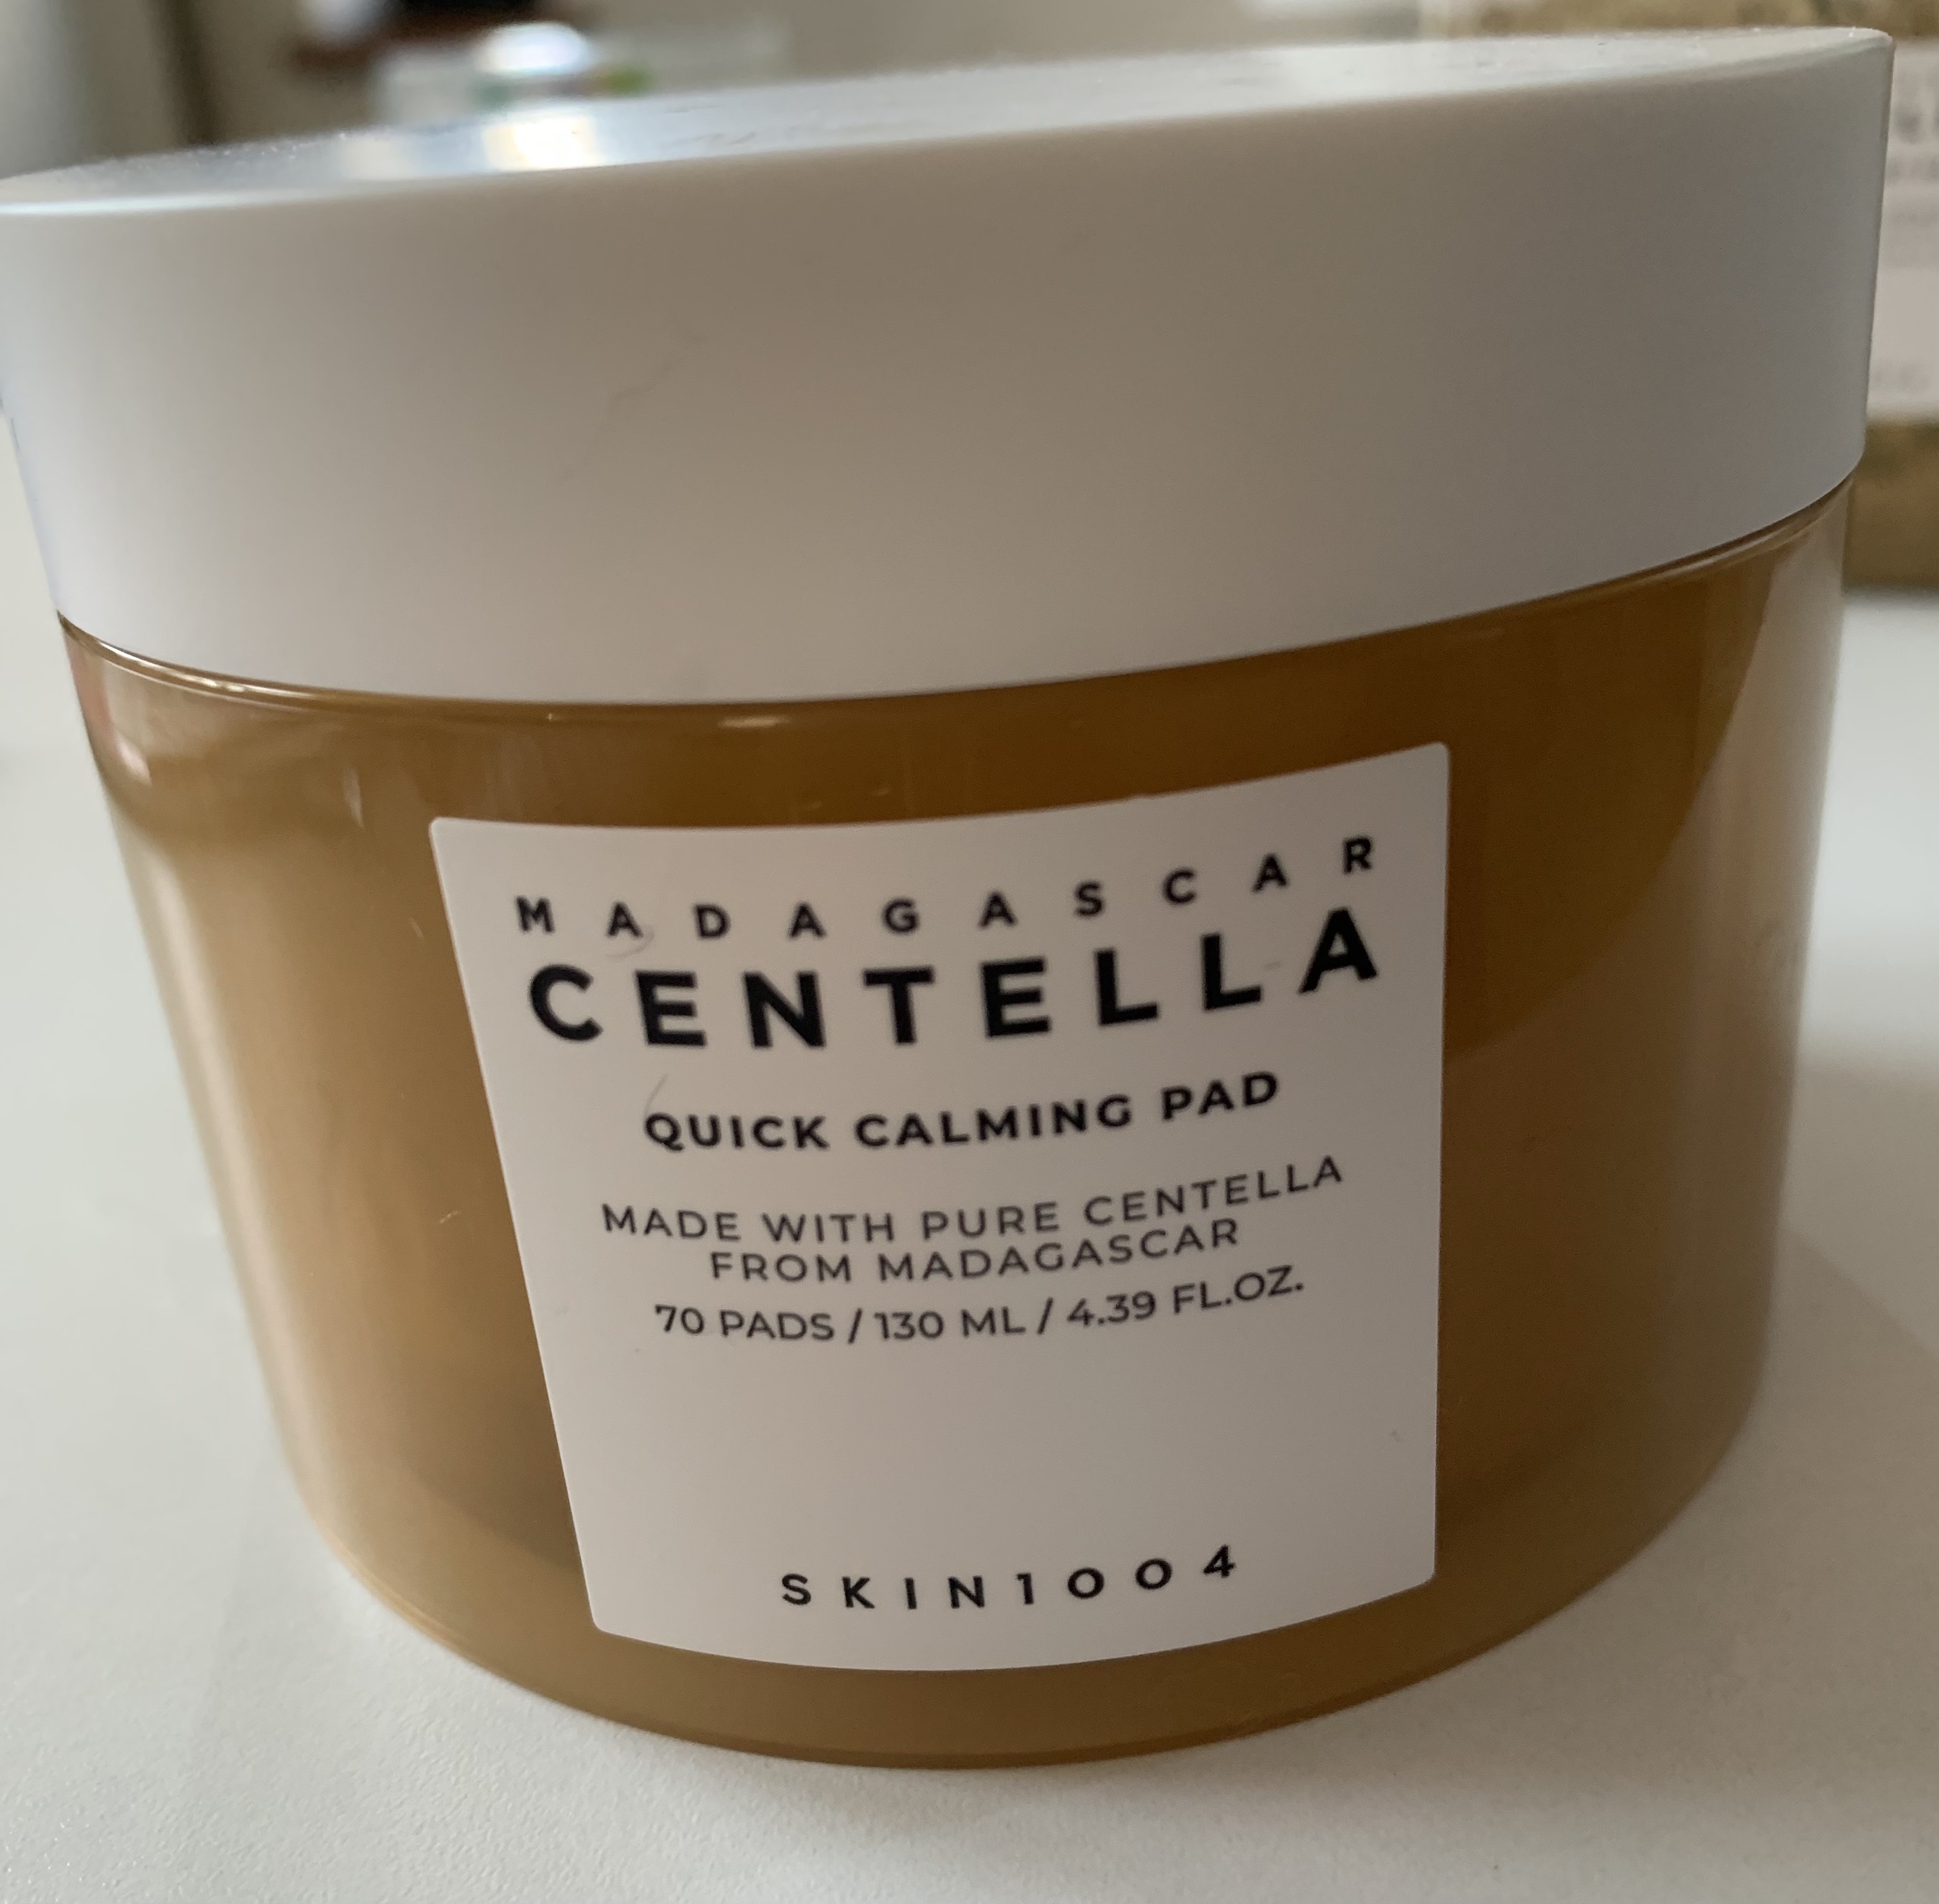 MADAGASCAR
CENTELLA
QUICK CALMING PAD
MADE WITH PURE CENTELLA
FROM MADAGASCAR
70 PADS / 130 ML / 4.39 FL.OZ.
SKIN1004